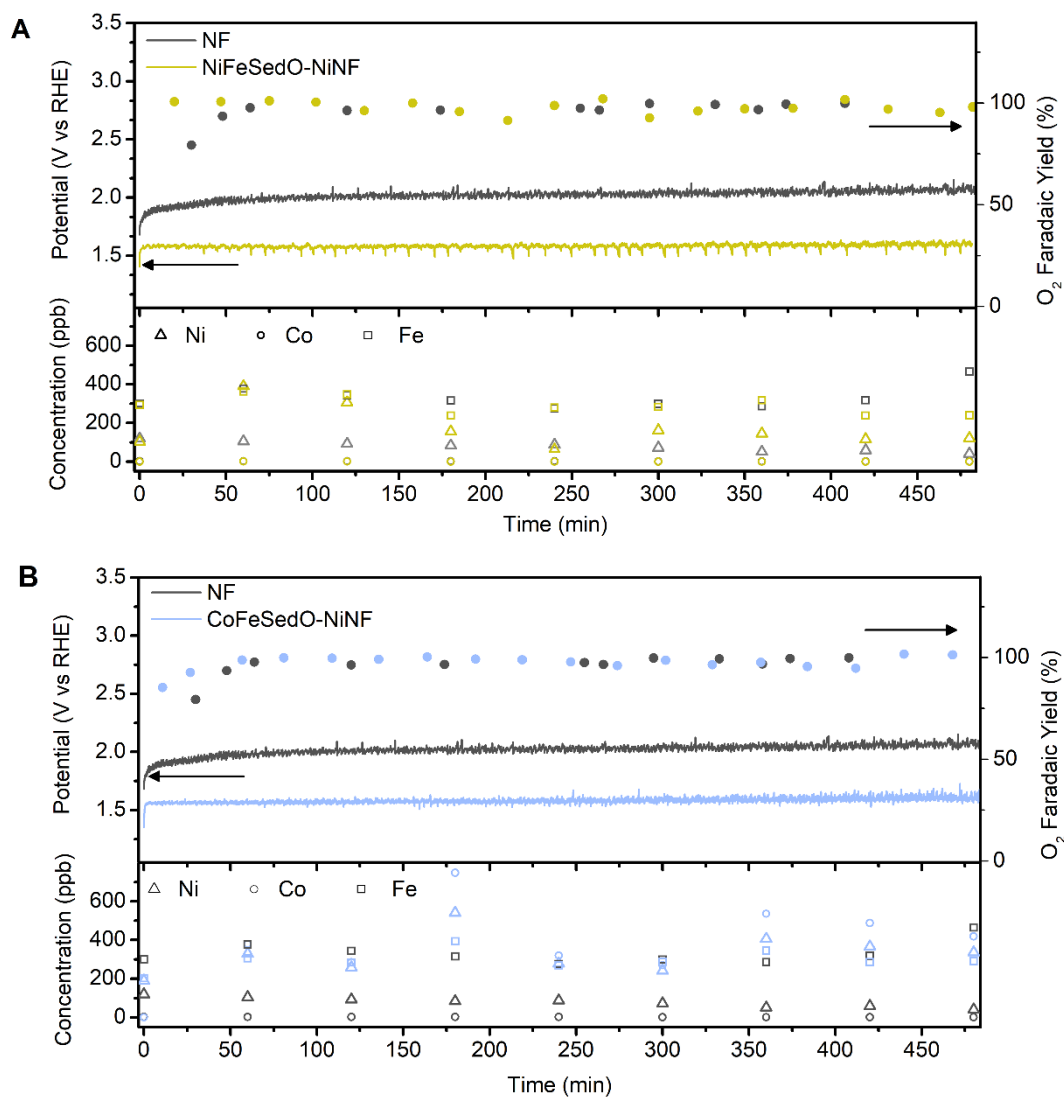 A
NF
NiFeSedO-NiNF
Potential (V vs RHE)
3.5
3.0
2.5
2.0
1.5
O2 Faradaic Yield (%)
100
50
0
Ni Co Fe
Concentration (ppb)
600
400
200
0
0 50 100 150 200 250 300 350 400 450
Time (min)
B
NF
CoFeSedO-NiNF
Potential (V vs RHE)
3.5
3.0
2.5
2.0
1.5
O2 Faradaic Yield (%)
100
50
0
Ni Co Fe
Concentration (ppb)
600
400
200
0
0 50 100 150 200 250 300 350 400 450
Time (min)